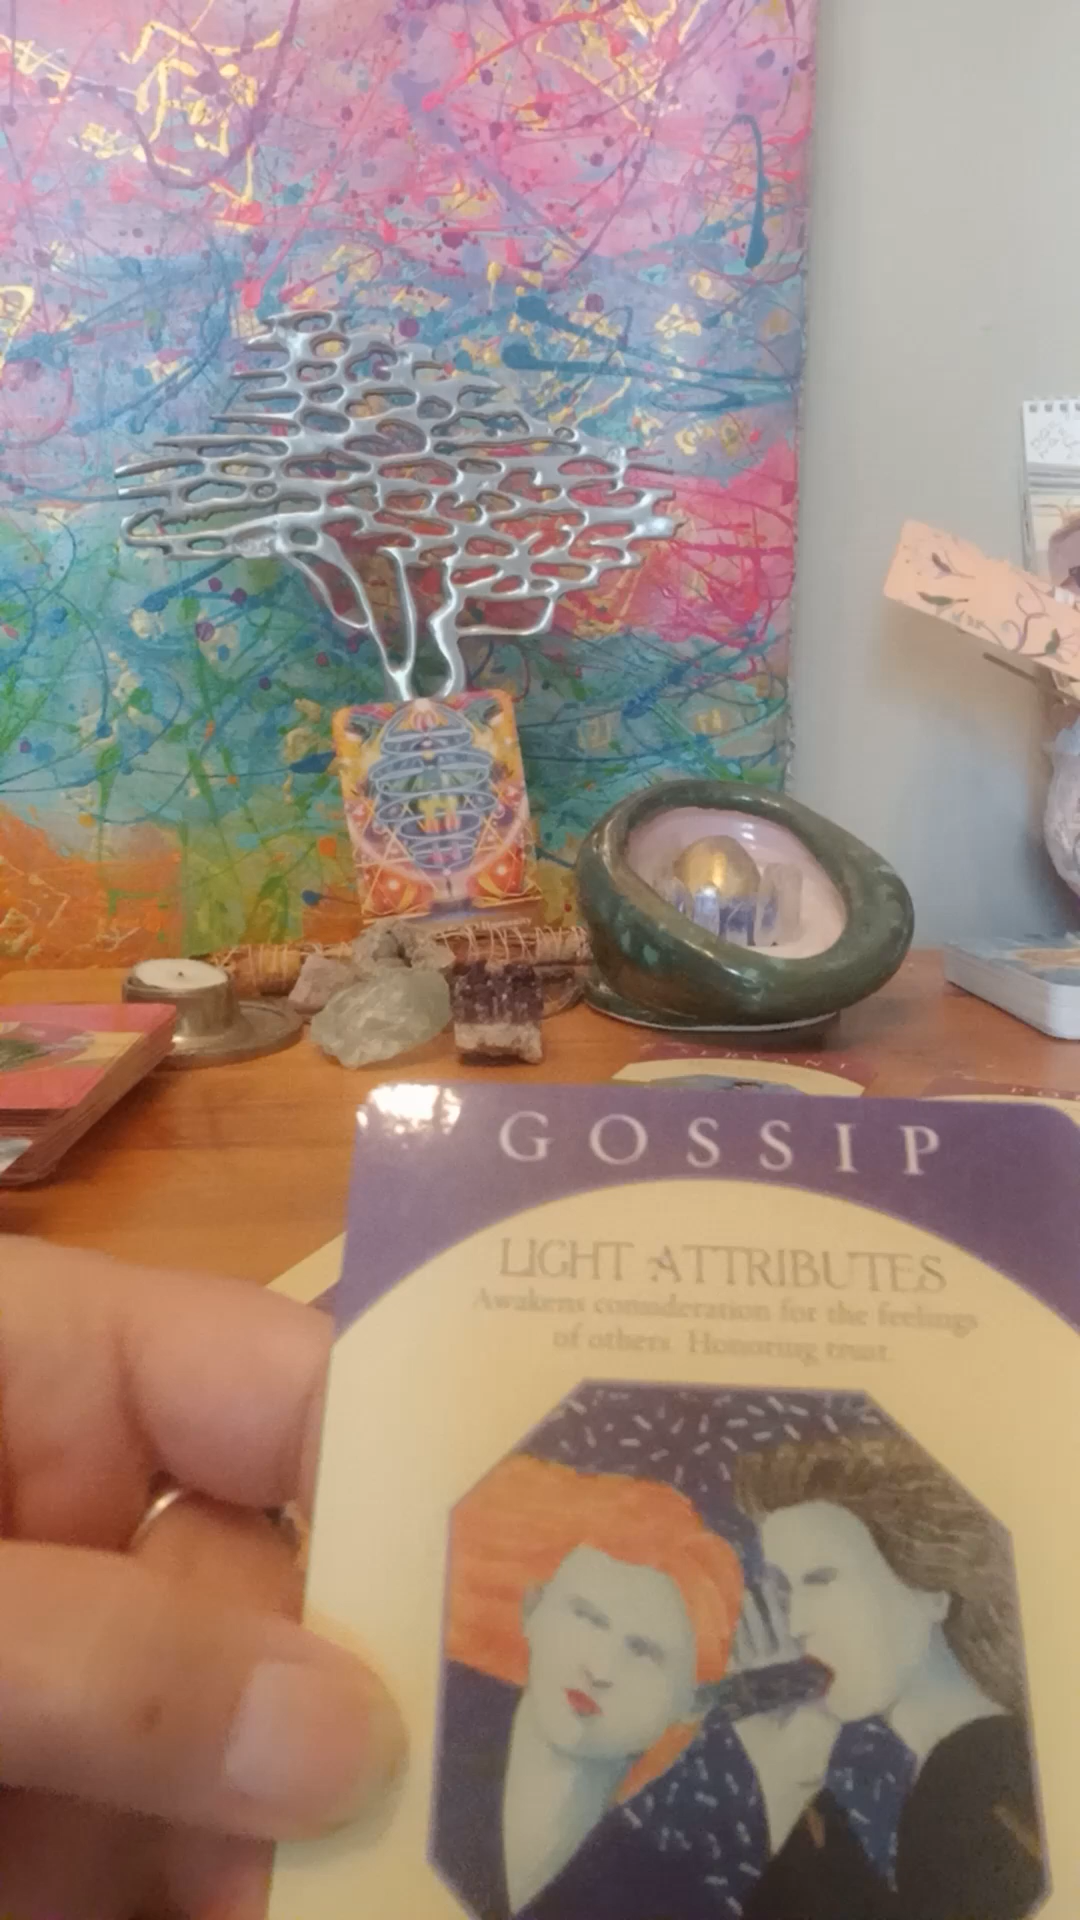 GOSSIP
LIGHT ATTRIBUTES
Awakens consideration for the feelings
of others. Honoring trust.